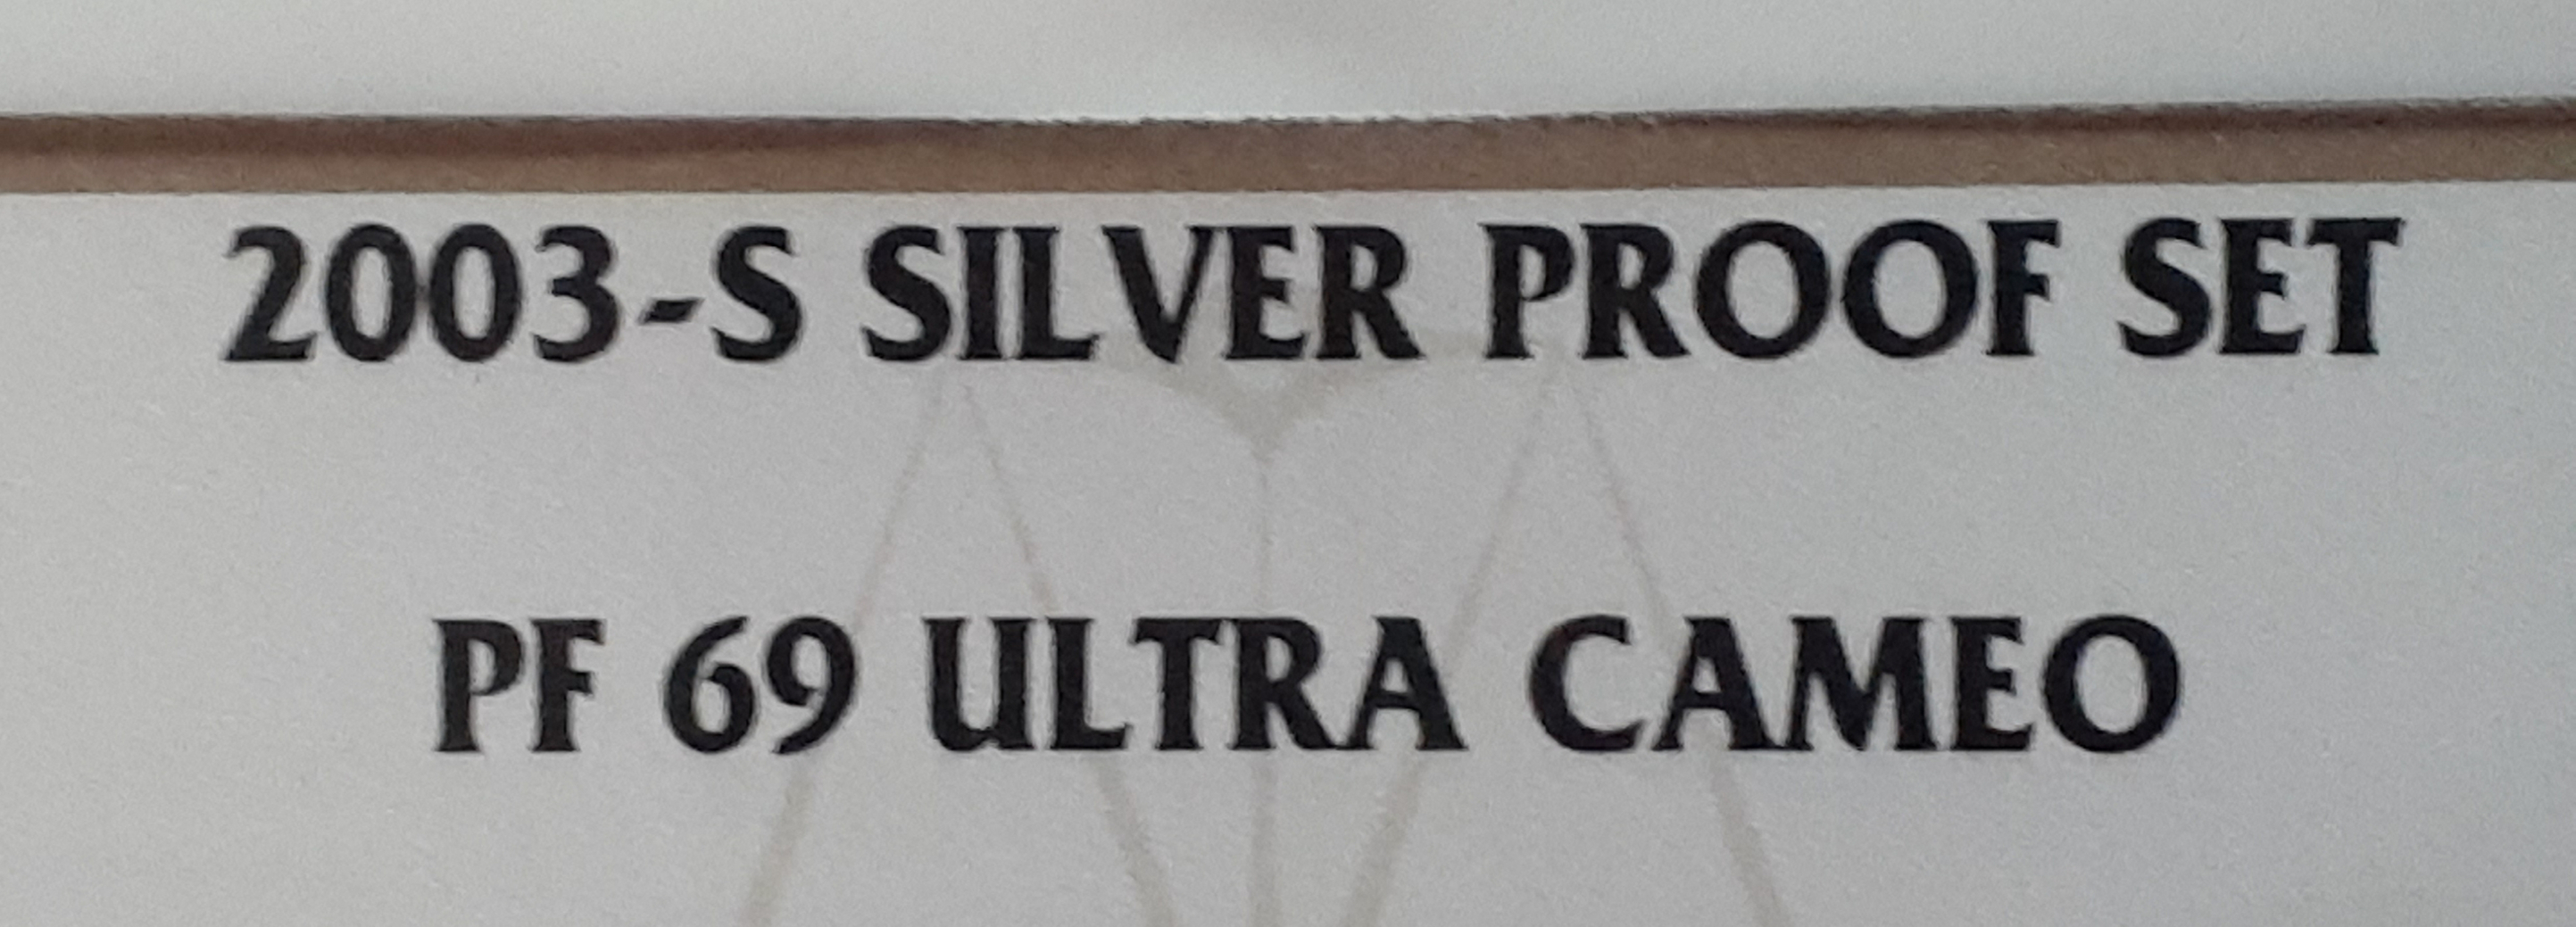 2003-S SILVER PROOF SET
PF 69 ULTRA CAMEO